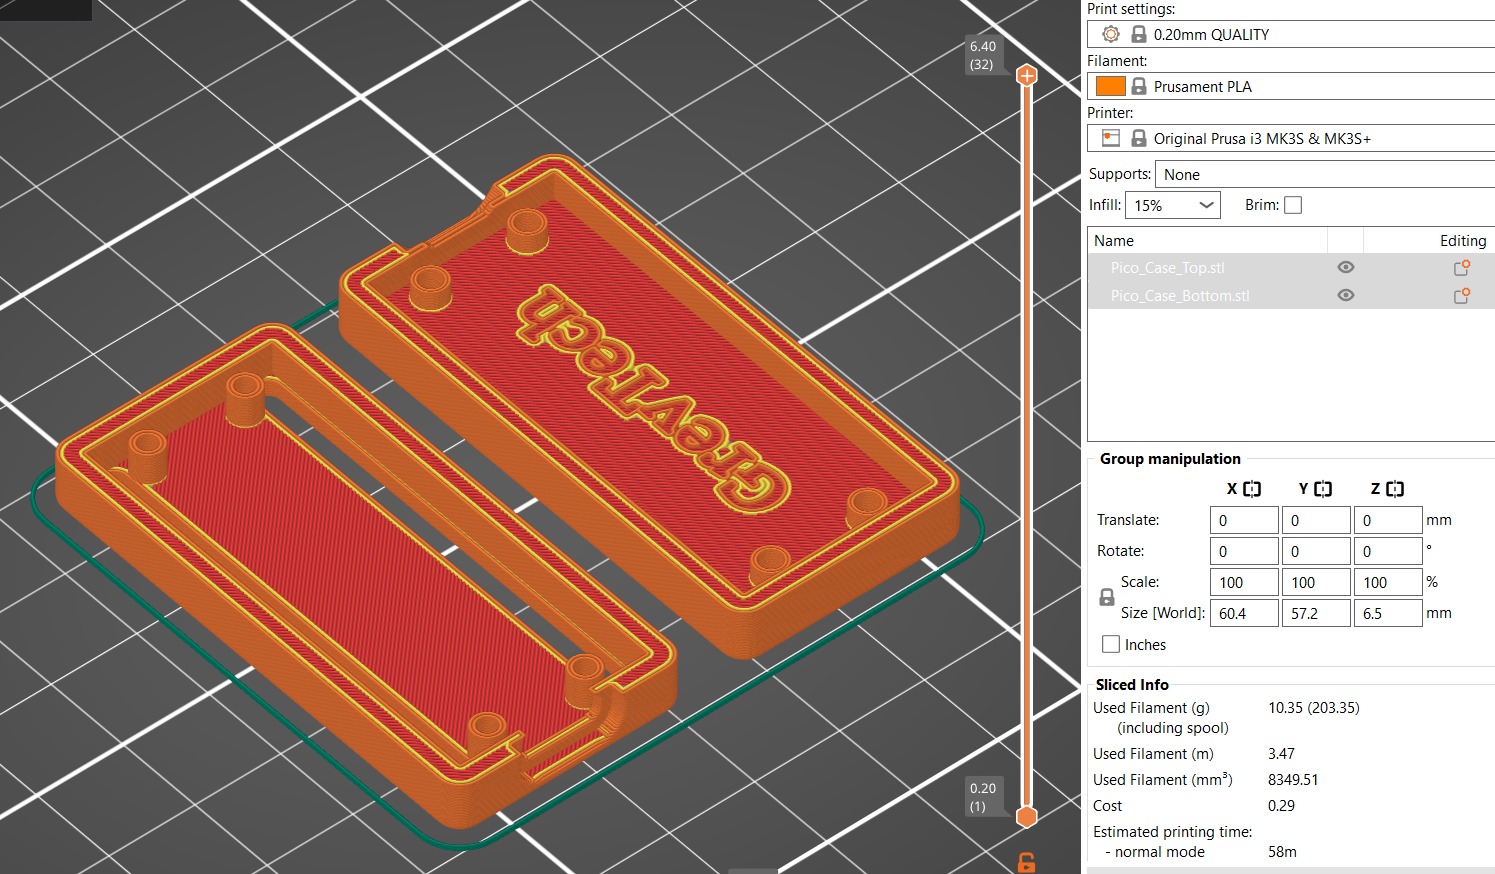 Print settings:
0.20mm QUALITY
Filament:
Prusament PLA
Printer:
Original Prusa i3 MK3S & MK3S+
Supports: None
Infill: 15% Brim:
Name Editing
Pico_Case_Top.stl
Pico_Case_Bottom.stl
Group manipulation
X Y Z
Translate: 0 0 0 mm
Rotate: 0 0 0 °
Scale: 100 100 100 %
Size [World]: 60.4 57.2 6.5 mm
Inches
Sliced Info
Used Filament (g) 10.35 (203.35)
(including spool)
Used Filament (m) 3.47
Used Filament (mm³) 8349.51
Cost 0.29
Estimated printing time:
- normal mode 58m
6.40
(32)
0.20
(1)
GreyTech